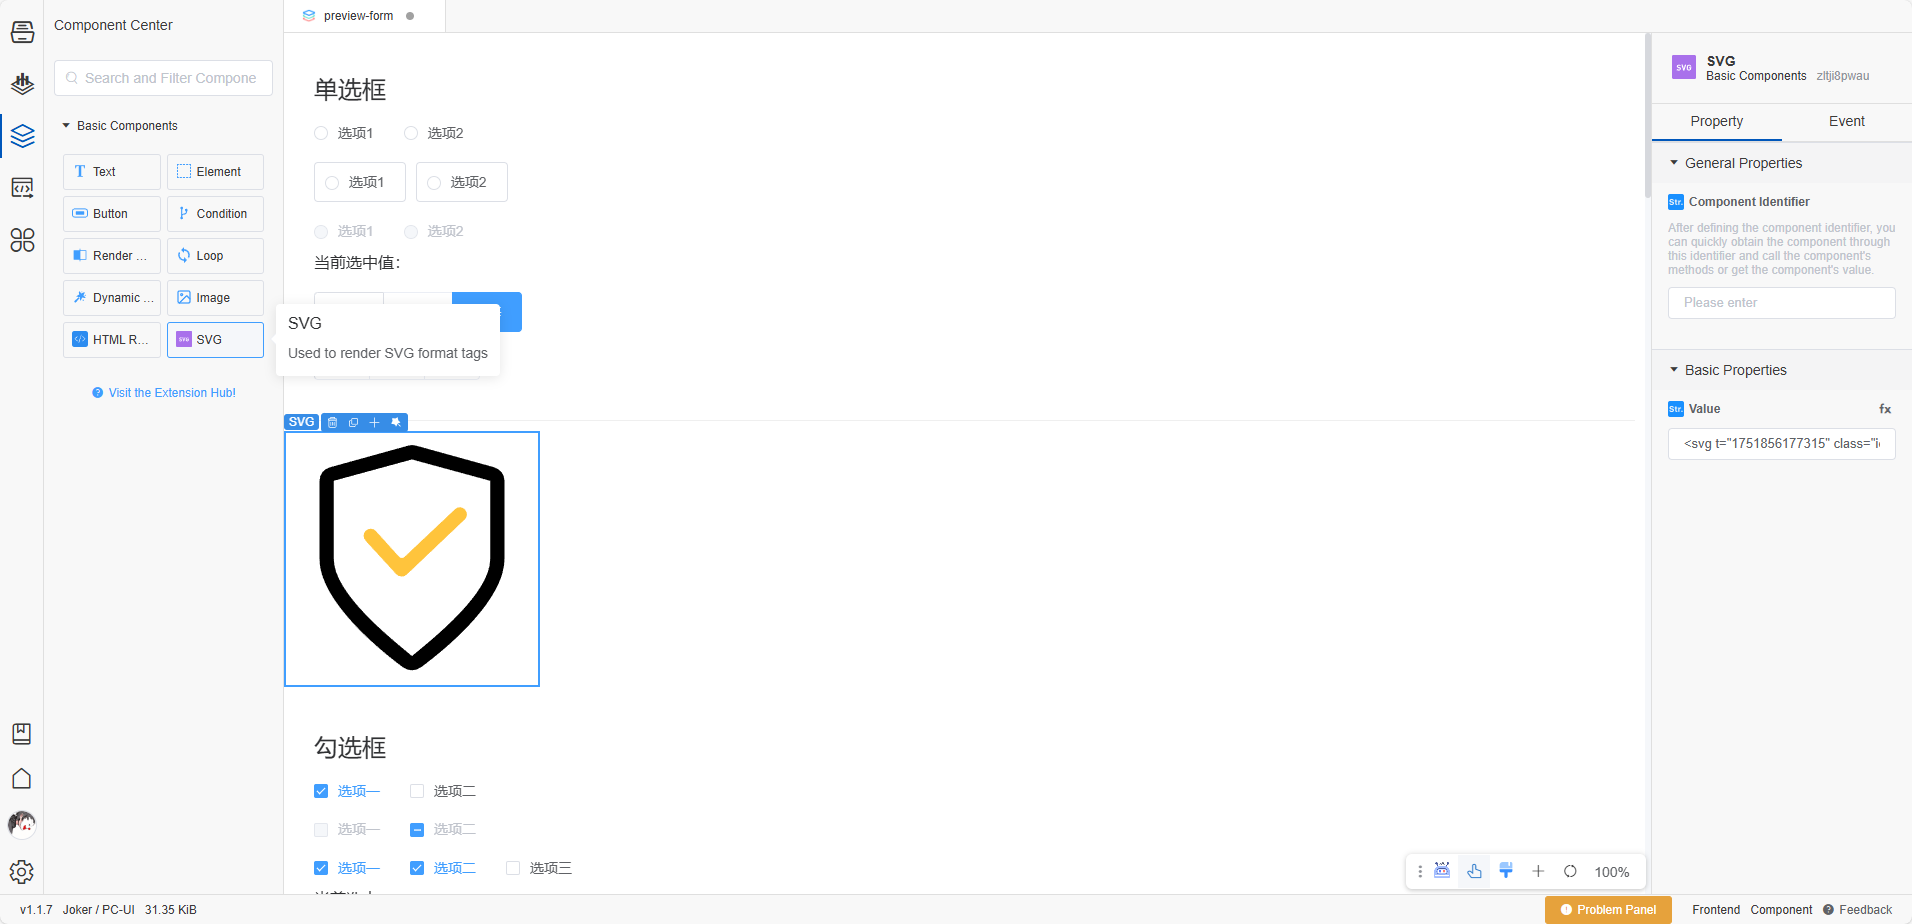 Component Center
Search and Filter Compone
Basic Components
Text
Element
Button
Condition
Render ...
Loop
Dynamic ...
Image
HTML R...
SVG
Visit the Extension Hub!
preview-form
单选框
选项1
选项2
选项1
选项2
选项1
选项2
当前选中值：
SVG
Used to render SVG format tags
SVG
勾选框
选项一
选项二
选项一
选项二
选项一
选项二
选项三
100%
SVG
SVG
Basic Components
zltji8pwau
Property
Event
General Properties
Str.
Component Identifier
After defining the component identifier, you
can quickly obtain the component through
this identifier and call the component's
methods or get the component's value.
Please enter
Basic Properties
Str.
Value
fx
<svg t="1751856177315" class="i
v1.1.7
Joker / PC-UI
31.35 KiB
Problem Panel
Frontend
Component
Feedback